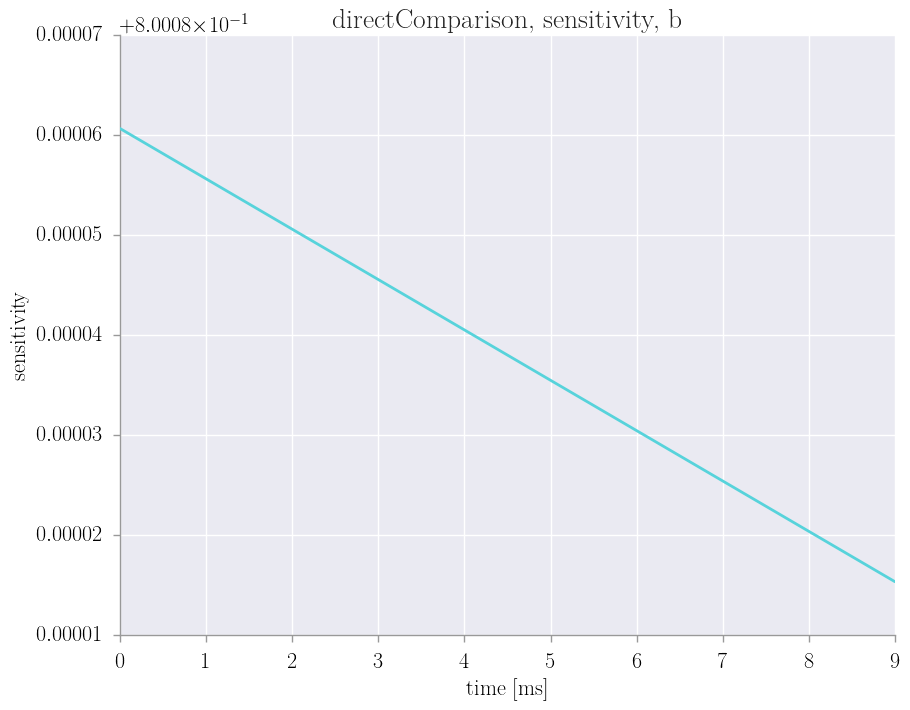 directComparison, sensitivity, b
+8.0008×10⁻¹
0.00007
0.00006
0.00005
0.00004
0.00003
0.00002
0.00001
sensitivity
0 1 2 3 4 5 6 7 8 9
time [ms]